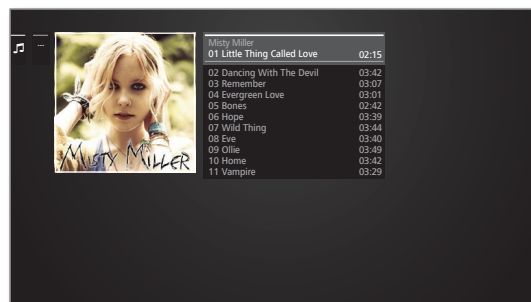 ...
MISTY MILLER
Misty Miller
01 Little Thing Called Love 02:15
02 Dancing With The Devil 03:42
03 Remember 03:07
04 Evergreen Love 03:01
05 Bones 02:42
06 Hope 03:39
07 Wild Thing 03:44
08 Eve 03:40
09 Ollie 03:49
10 Home 03:42
11 Vampire 03:29